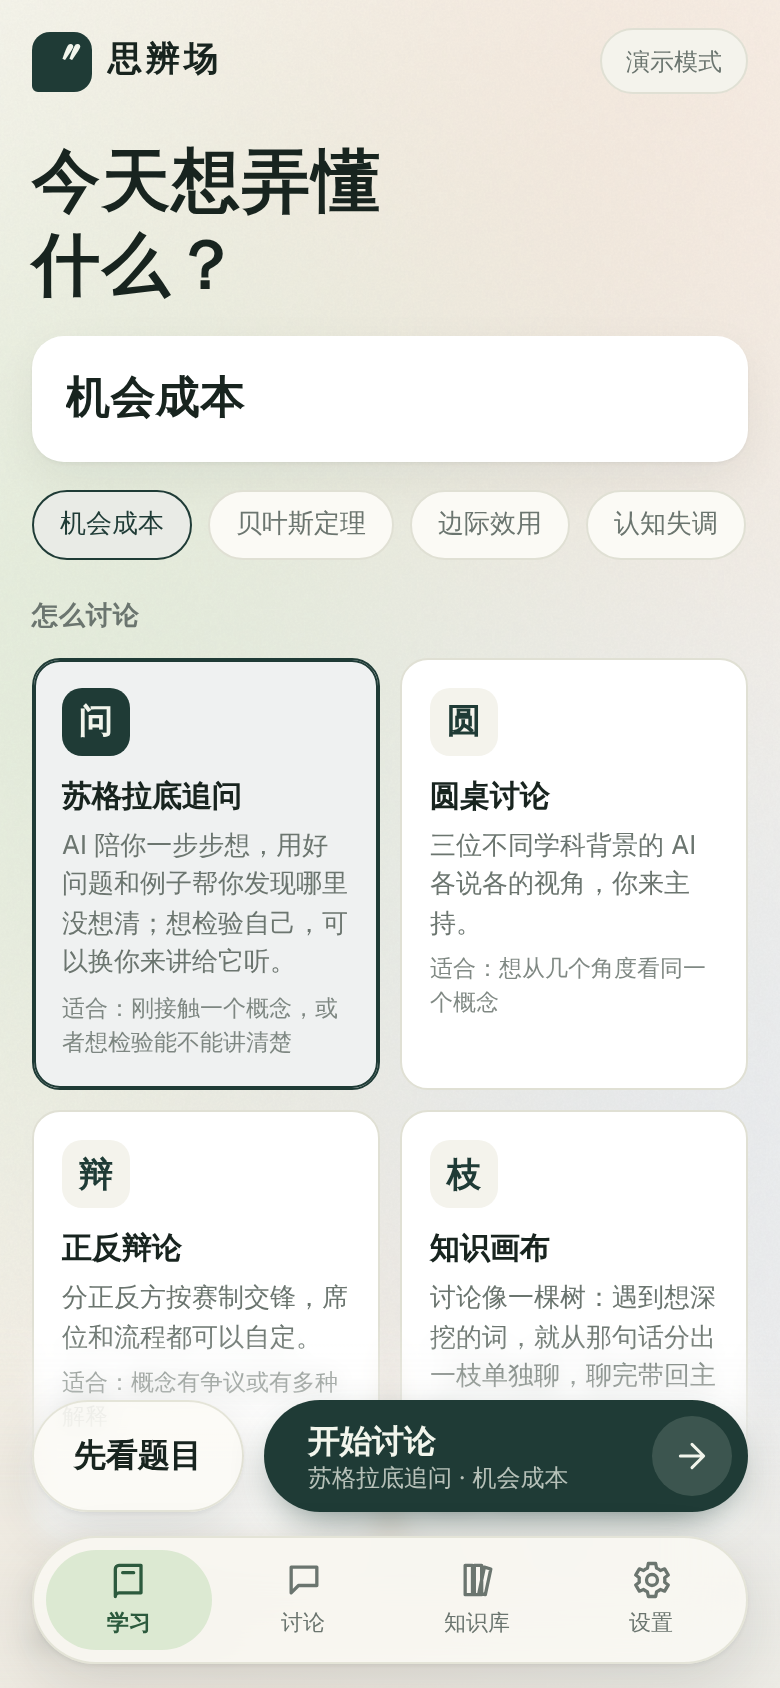 思辨场
演示模式
今天想弄懂
什么？
机会成本
机会成本
贝叶斯定理
边际效用
认知失调
怎么讨论
问
苏格拉底追问
AI 陪你一步步想，用好
问题和例子帮你发现哪里
没想清；想检验自己，可
以换你来讲给它听。
适合：刚接触一个概念，或
者想检验能不能讲清楚
圆
圆桌讨论
三位不同学科背景的 AI
各说各的视角，你来主
持。
适合：想从几个角度看同一
个概念
辩
正反辩论
分正反方按赛制交锋，席
位和流程都可以自定。
适合：概念有争议或有多种
解释
枝
知识画布
讨论像一棵树：遇到想深
挖的词，就从那句话分出
一枝单独聊，聊完带回主
先看题目
开始讨论
苏格拉底追问 · 机会成本
学习
讨论
知识库
设置